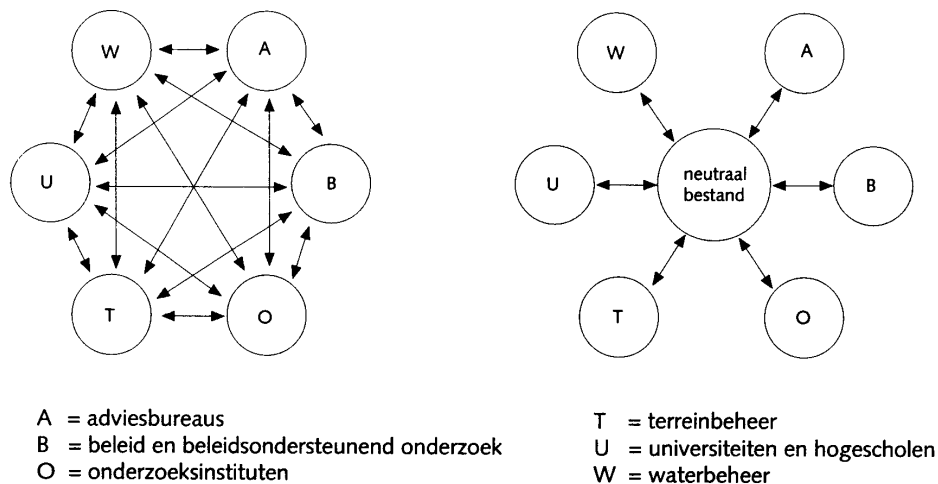 W
A
U
B
T
O
W
A
U
neutraal
bestand
B
T
O
A = adviesbureaus
B = beleid en beleidsondersteunend onderzoek
O = onderzoeksinstituten
T = terreinbeheer
U = universiteiten en hogescholen
W = waterbeheer